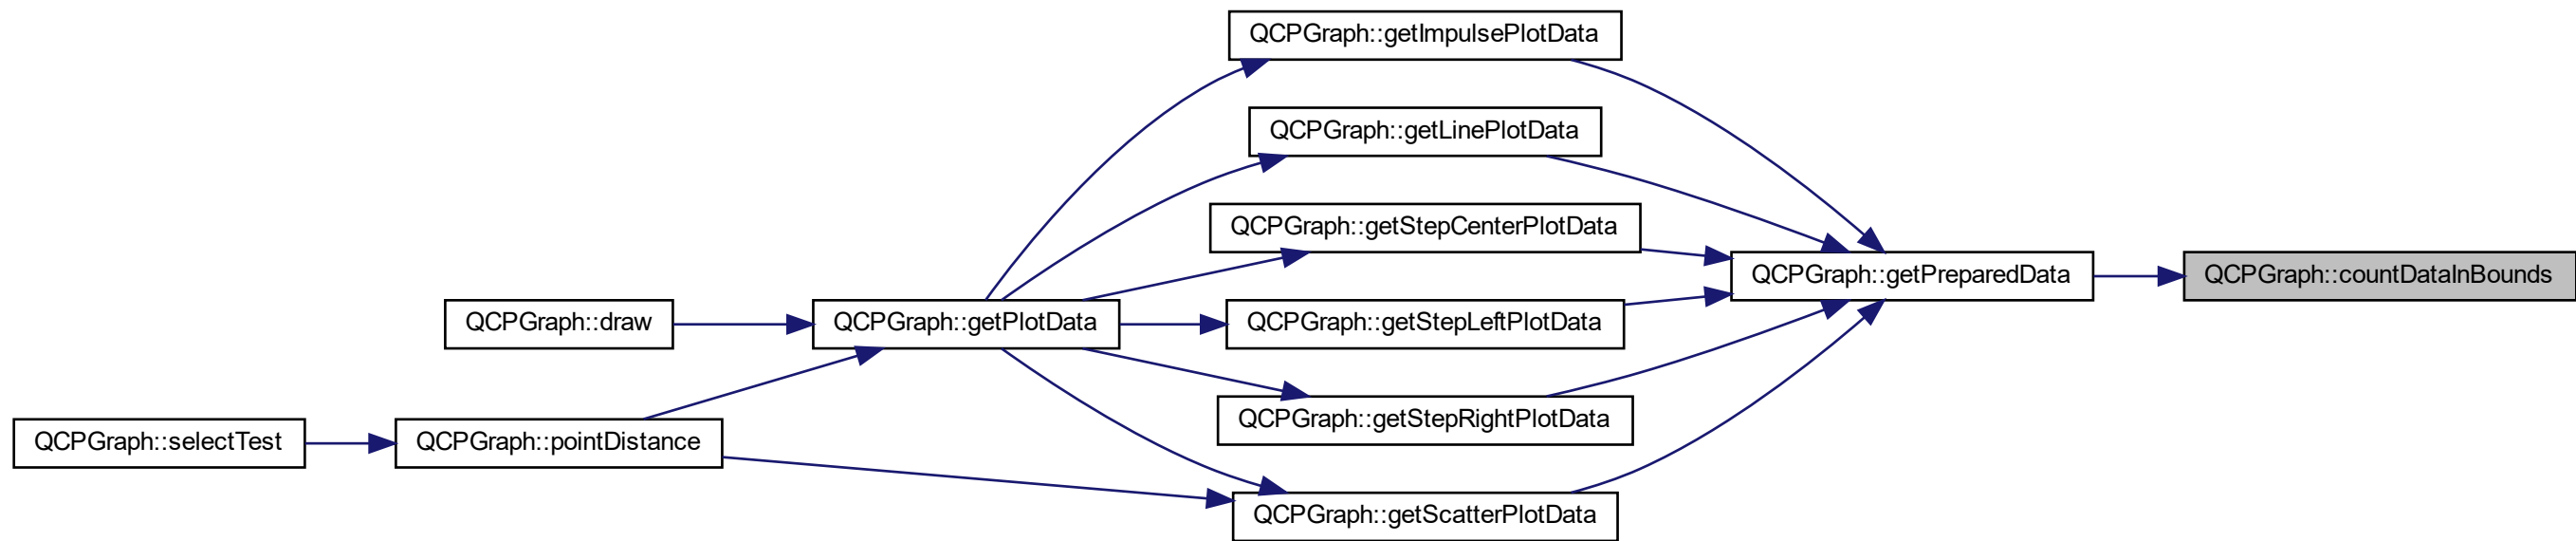 QCPGraph::getImpulsePlotData
QCPGraph::getLinePlotData
QCPGraph::getStepCenterPlotData
QCPGraph::getPreparedData
QCPGraph::countDataInBounds
QCPGraph::draw
QCPGraph::getPlotData
QCPGraph::getStepLeftPlotData
QCPGraph::getStepRightPlotData
QCPGraph::selectTest
QCPGraph::pointDistance
QCPGraph::getScatterPlotData